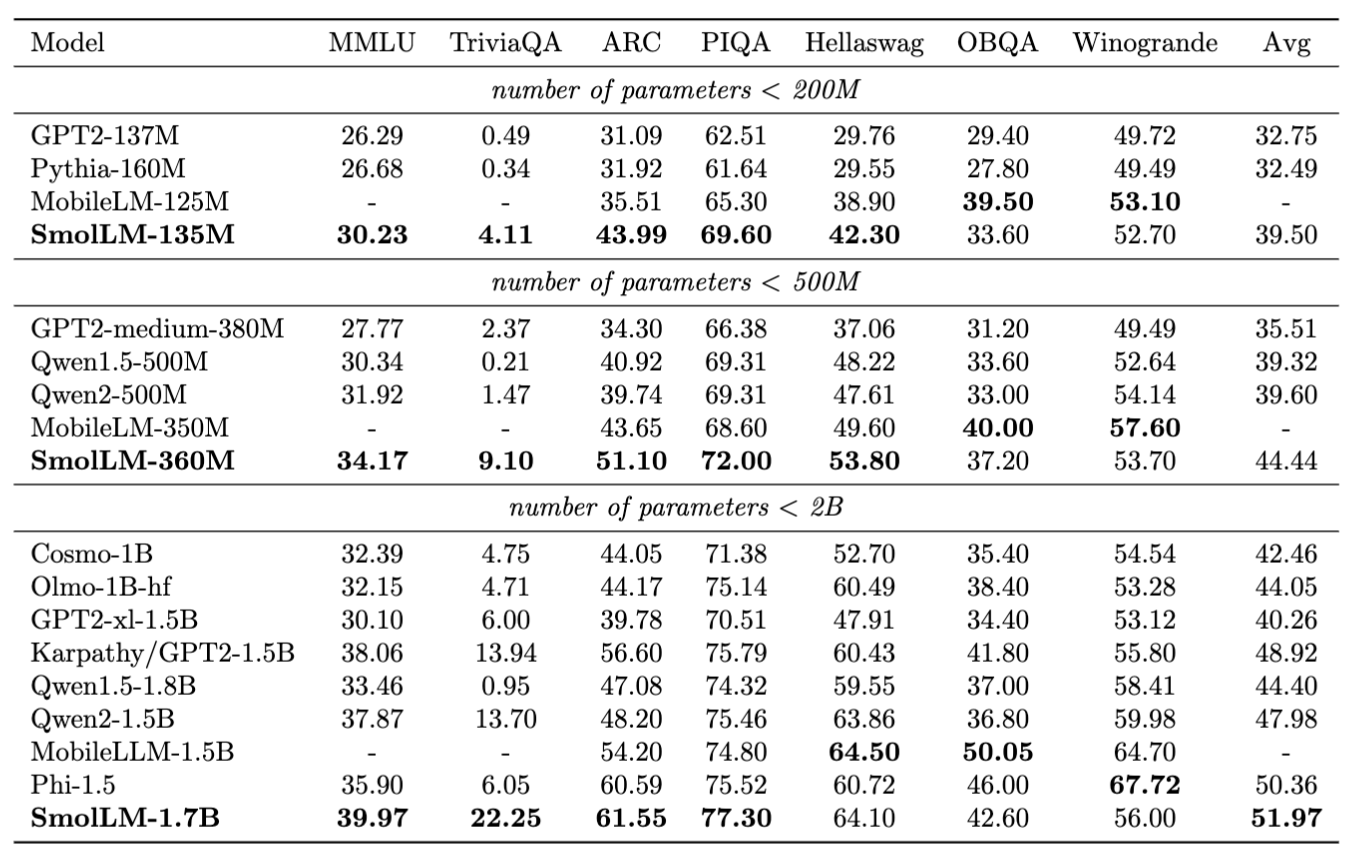 Model MMLU TriviaQA ARC PIQA Hellaswag OBQA Winogrande Avg
number of parameters < 200M
GPT2-137M 26.29 0.49 31.09 62.51 29.76 29.40 49.72 32.75
Pythia-160M 26.68 0.34 31.92 61.64 29.55 27.80 49.49 32.49
MobileLM-125M - - 35.51 65.30 38.90 39.50 53.10 -
SmolLM-135M 30.23 4.11 43.99 69.60 42.30 33.60 52.70 39.50
number of parameters < 500M
GPT2-medium-380M 27.77 2.37 34.30 66.38 37.06 31.20 49.49 35.51
Qwen1.5-500M 30.34 0.21 40.92 69.31 48.22 33.60 52.64 39.32
Qwen2-500M 31.92 1.47 39.74 69.31 47.61 33.00 54.14 39.60
MobileLM-350M - - 43.65 68.60 49.60 40.00 57.60 -
SmolLM-360M 34.17 9.10 51.10 72.00 53.80 37.20 53.70 44.44
number of parameters < 2B
Cosmo-1B 32.39 4.75 44.05 71.38 52.70 35.40 54.54 42.46
Olmo-1B-hf 32.15 4.71 44.17 75.14 60.49 38.40 53.28 44.05
GPT2-xl-1.5B 30.10 6.00 39.78 70.51 47.91 34.40 53.12 40.26
Karpathy/GPT2-1.5B 38.06 13.94 56.60 75.79 60.43 41.80 55.80 48.92
Qwen1.5-1.8B 33.46 0.95 47.08 74.32 59.55 37.00 58.41 44.40
Qwen2-1.5B 37.87 13.70 48.20 75.46 63.86 36.80 59.98 47.98
MobileLLM-1.5B - - 54.20 74.80 64.50 50.05 64.70 -
Phi-1.5 35.90 6.05 60.59 75.52 60.72 46.00 67.72 50.36
SmolLM-1.7B 39.97 22.25 61.55 77.30 64.10 42.60 56.00 51.97